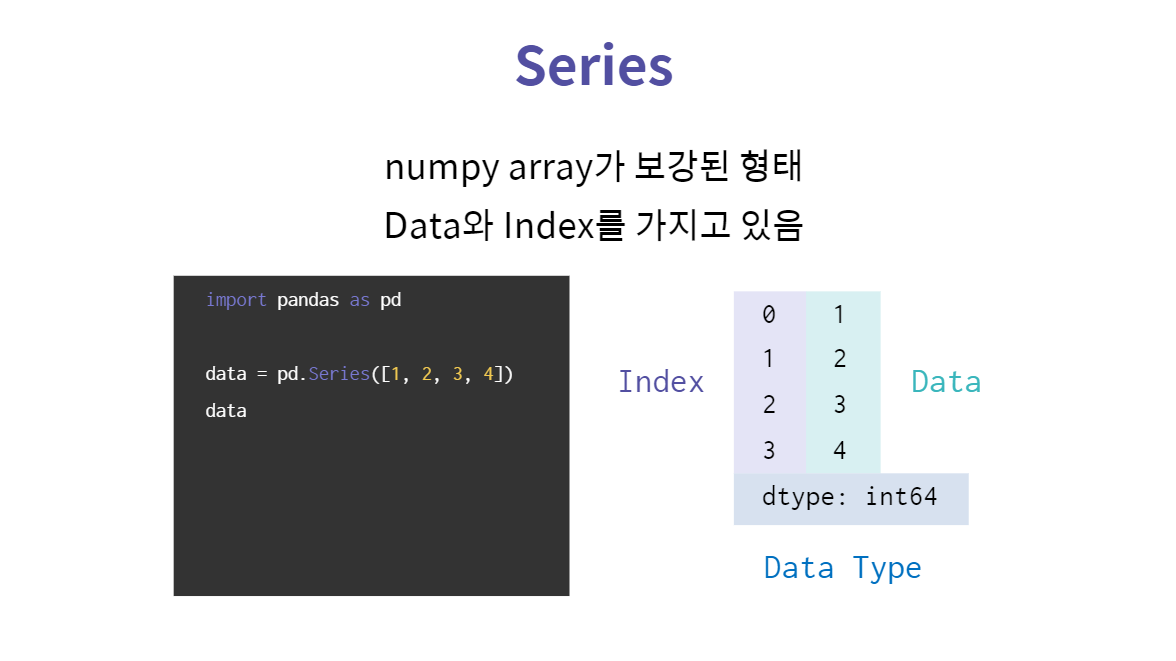 Series
numpy array가 보강된 형태
Data와 Index를 가지고 있음
import pandas as pd
data = pd.Series([1, 2, 3, 4])
data
Index
0 1
1 2
2 3
3 4
Data
dtype: int64
Data Type